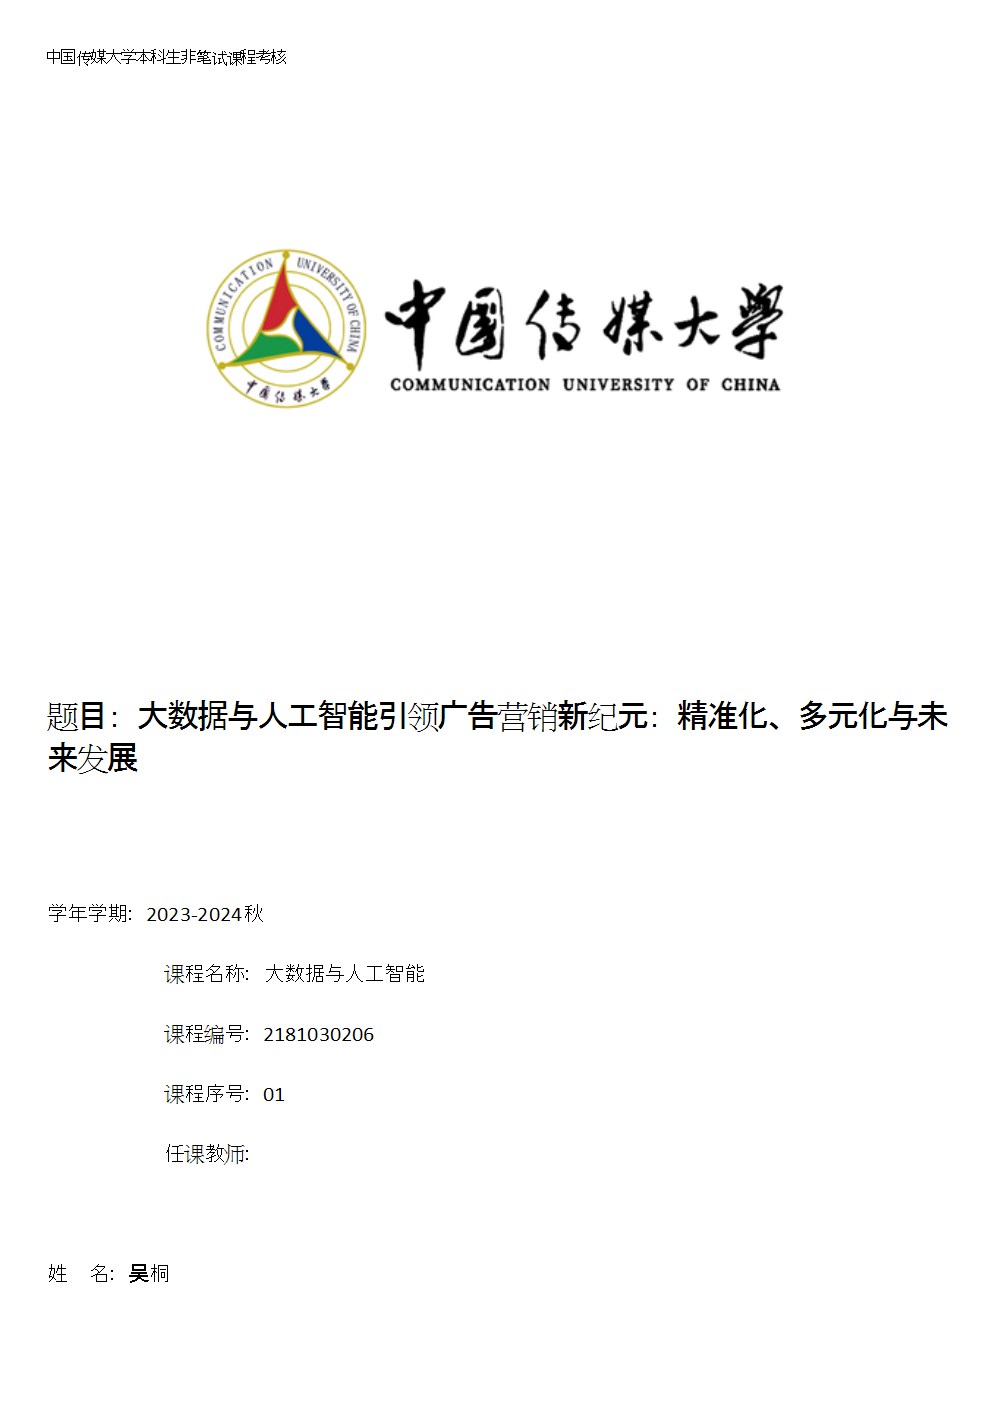 中国传媒大学本科生非笔试课程考核
COMMUNICATION UNIVERSITY OF CHINA
中国传媒大学
中國传媒大學
COMMUNICATION UNIVERSITY OF CHINA
题目：大数据与人工智能引领广告营销新纪元：精准化、多元化与未
来发展
学年学期：2023-2024秋
课程名称：大数据与人工智能
课程编号：2181030206
课程序号：01
任课教师:
姓 名：吴桐